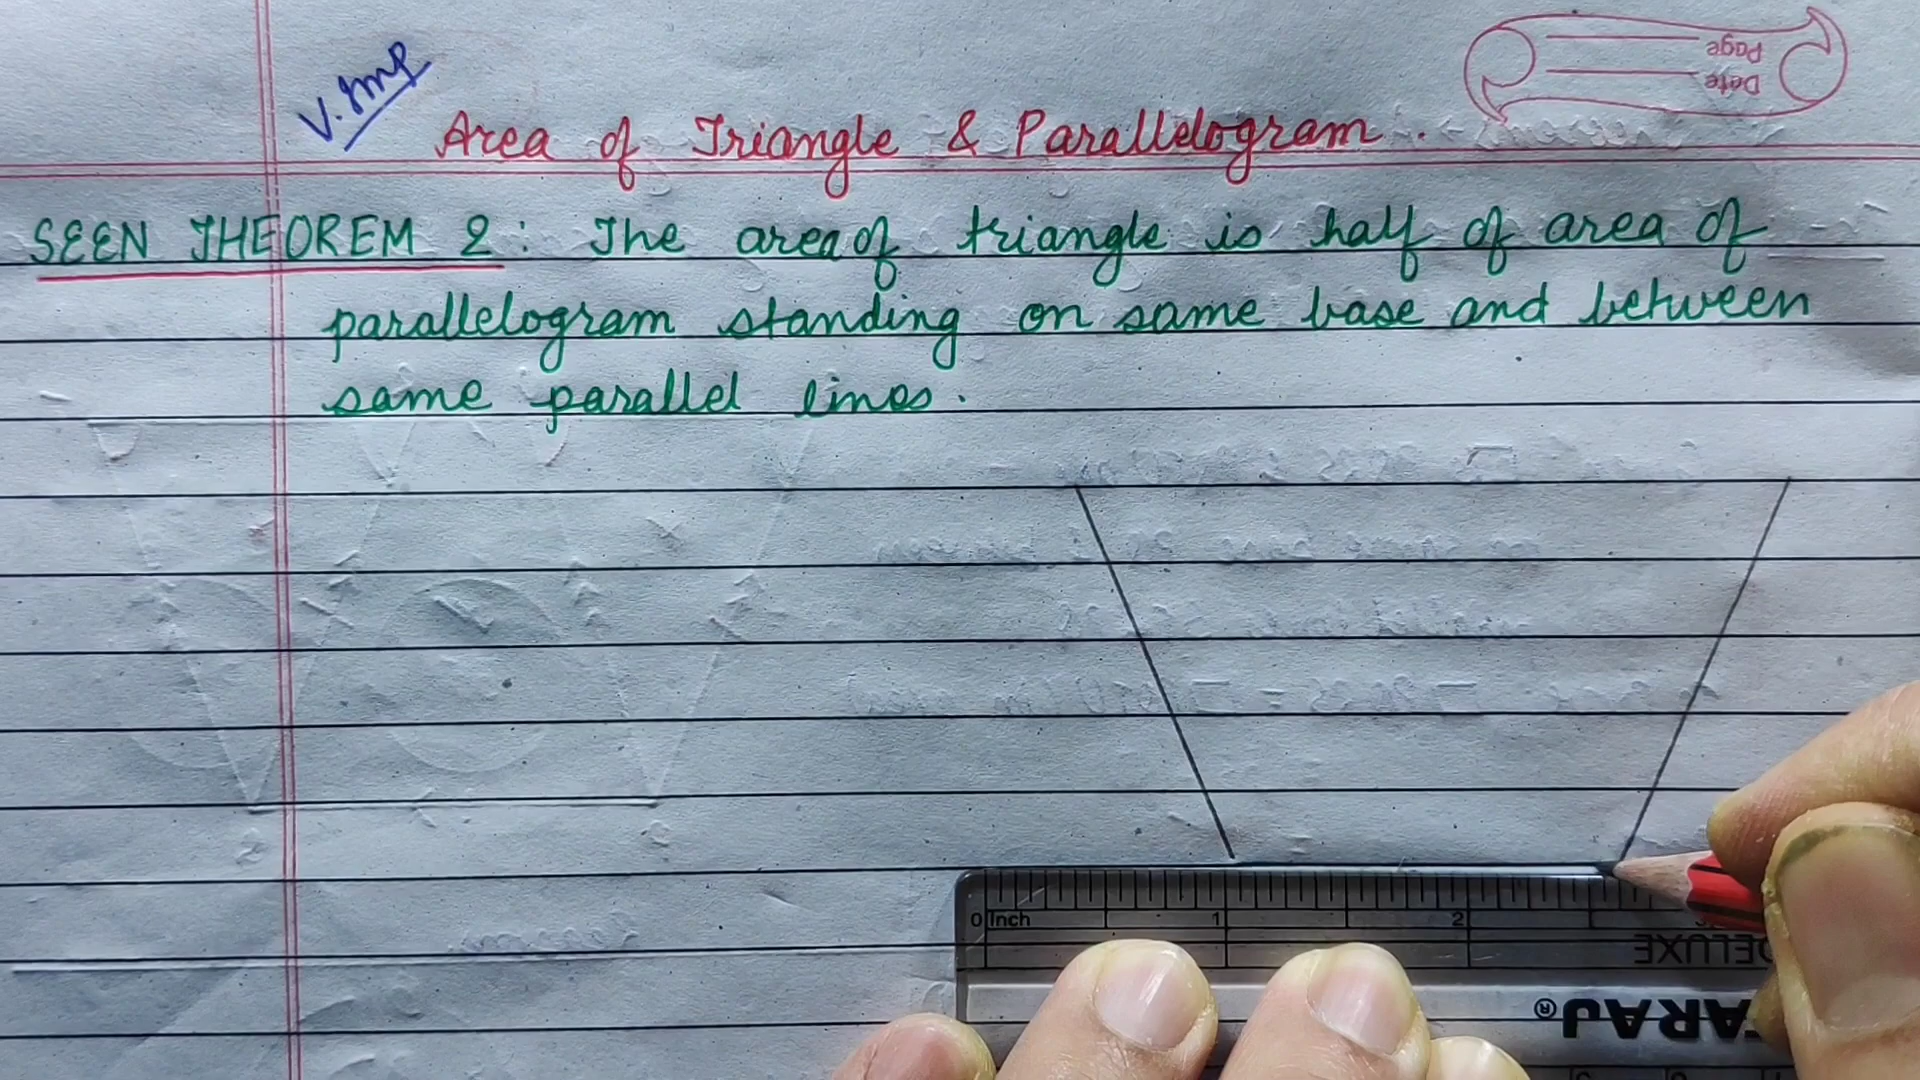 V. Imp
Page
Date
Area of Triangle & Parallelogram.
SEEN THEOREM 2: The area of triangle is half of area of
parallelogram standing on same base and between
same parallel lines.
0 Inch 1 2
DELUXE
ARAJ®